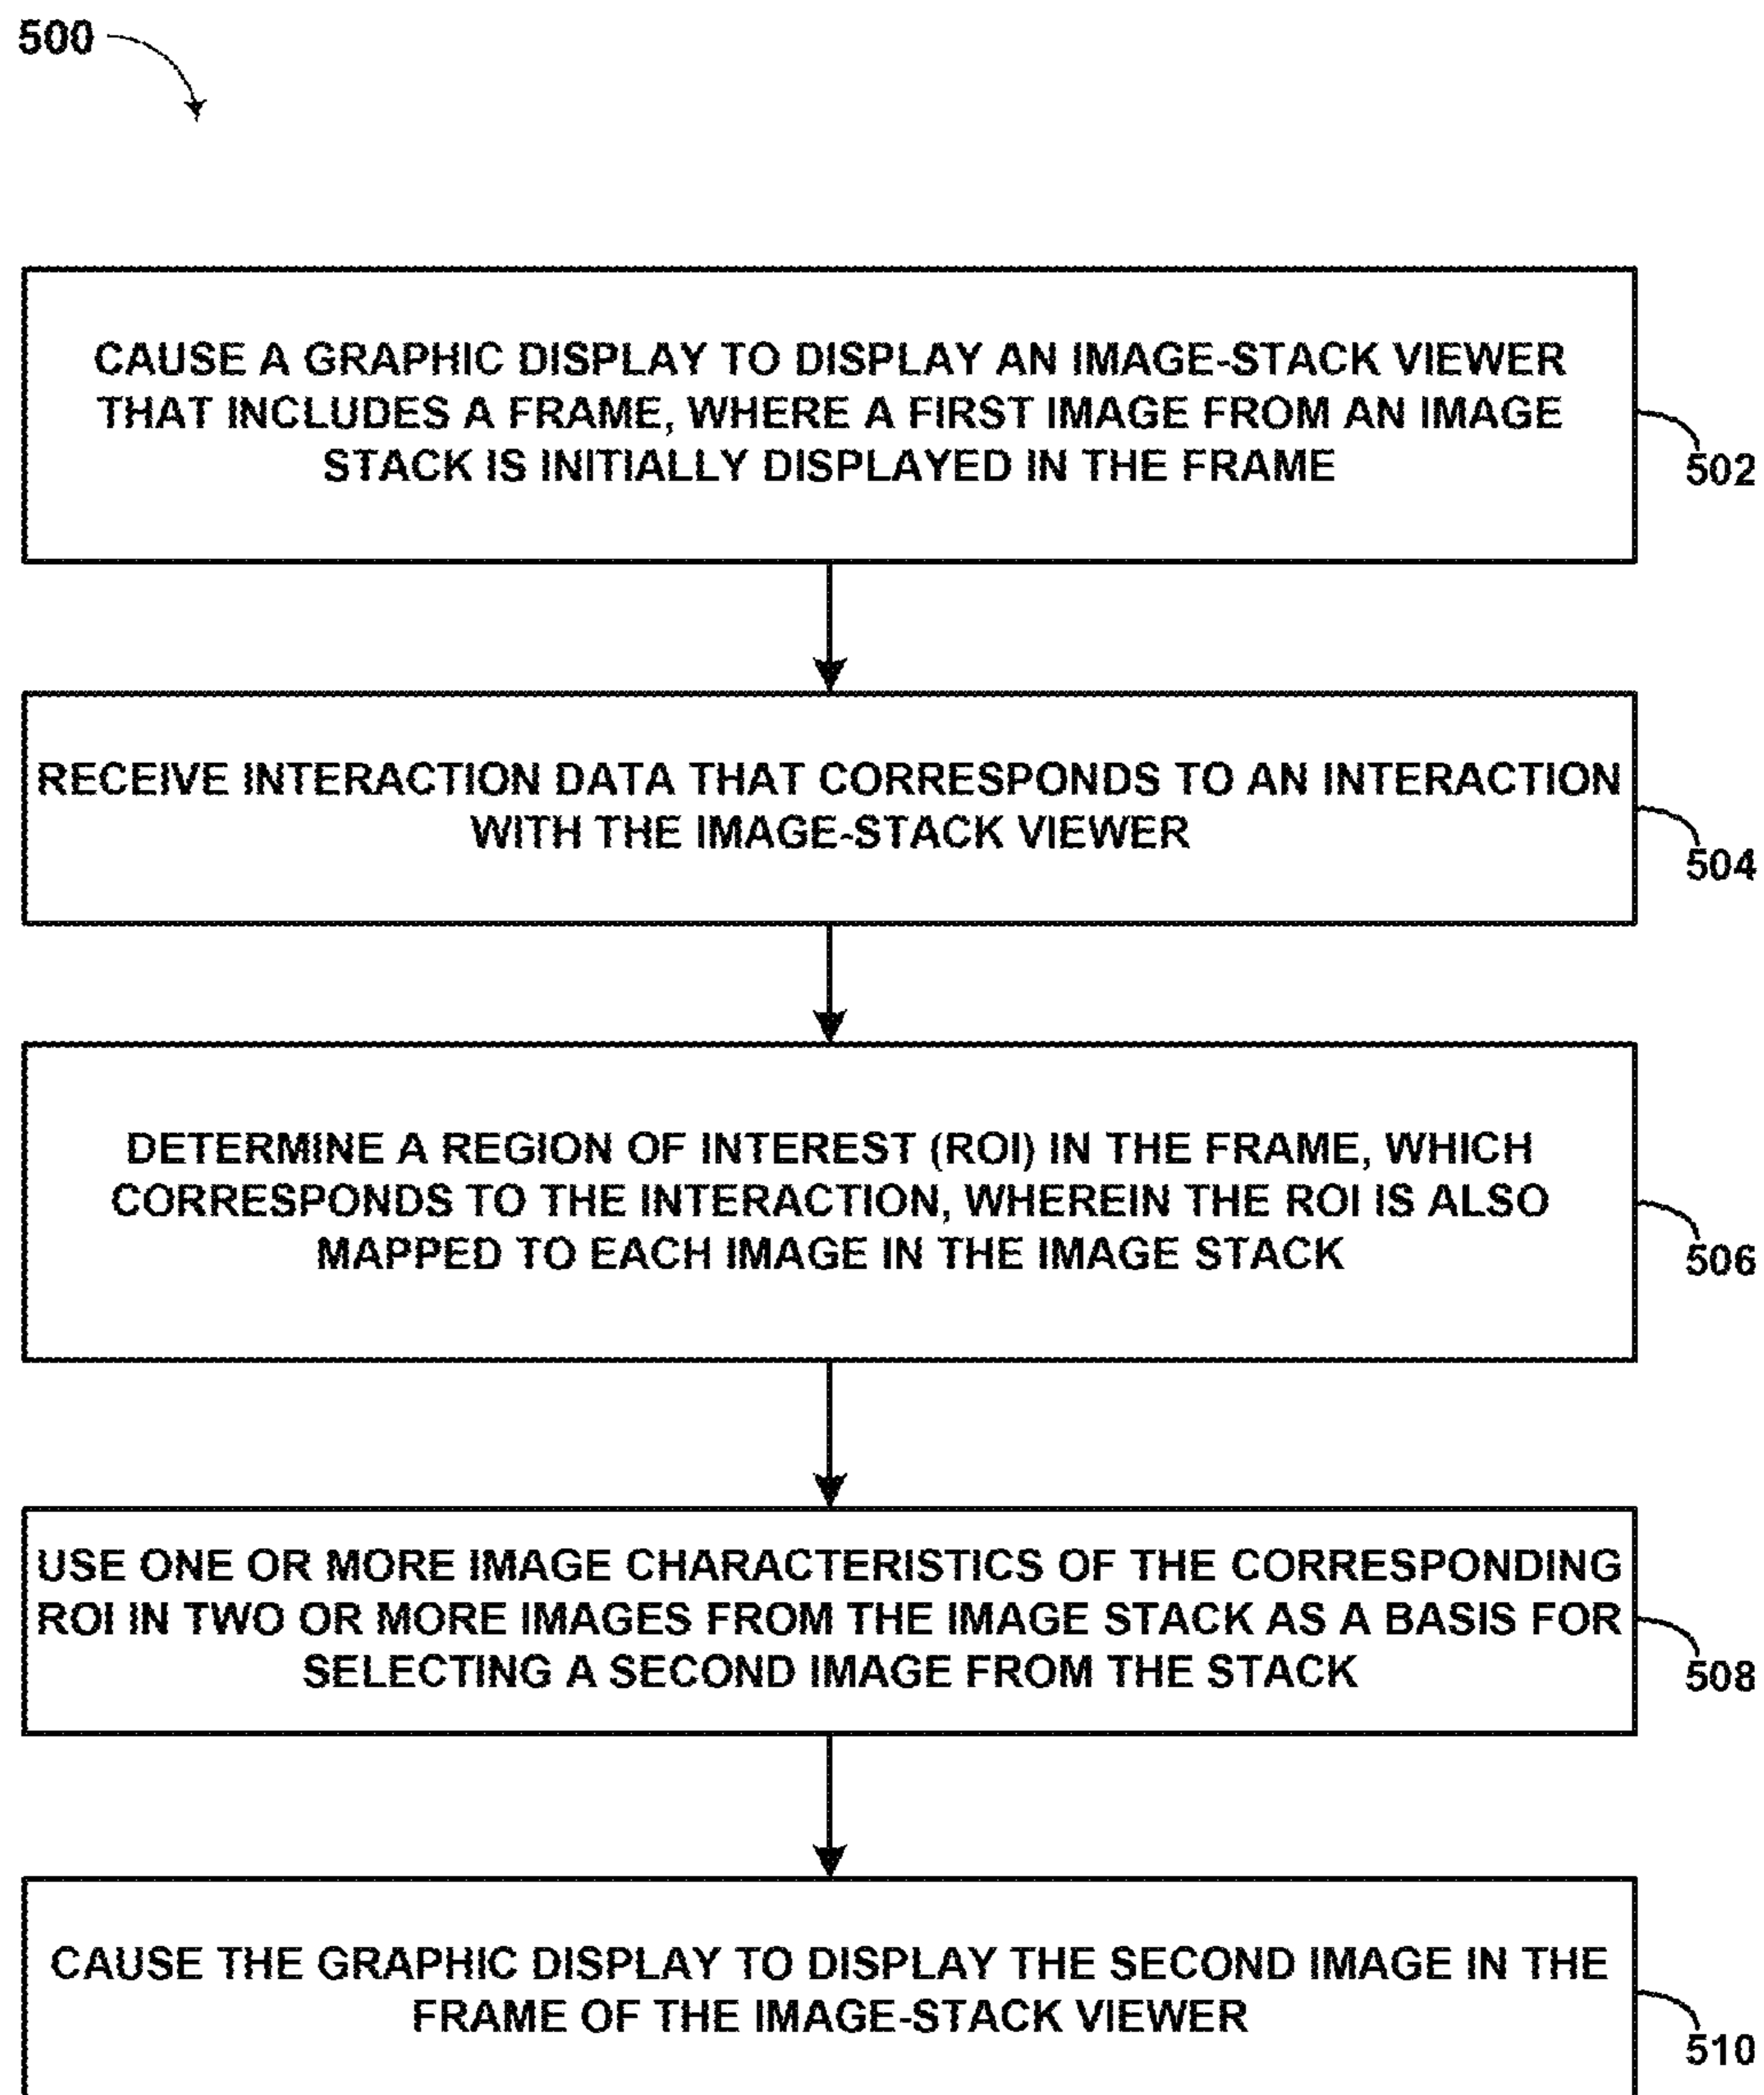 500
CAUSE A GRAPHIC DISPLAY TO DISPLAY AN IMAGE-STACK VIEWER
THAT INCLUDES A FRAME, WHERE A FIRST IMAGE FROM AN IMAGE
STACK IS INITIALLY DISPLAYED IN THE FRAME
502
RECEIVE INTERACTION DATA THAT CORRESPONDS TO AN INTERACTION
WITH THE IMAGE-STACK VIEWER
504
DETERMINE A REGION OF INTEREST (ROI) IN THE FRAME, WHICH
CORRESPONDS TO THE INTERACTION, WHEREIN THE ROI IS ALSO
MAPPED TO EACH IMAGE IN THE IMAGE STACK
506
USE ONE OR MORE IMAGE CHARACTERISTICS OF THE CORRESPONDING
ROI IN TWO OR MORE IMAGES FROM THE IMAGE STACK AS A BASIS FOR
SELECTING A SECOND IMAGE FROM THE STACK
508
CAUSE THE GRAPHIC DISPLAY TO DISPLAY THE SECOND IMAGE IN THE
FRAME OF THE IMAGE-STACK VIEWER
510